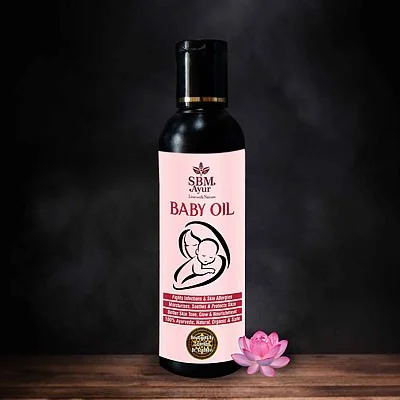 SBM
Ayur
BABY OIL
Fights Infections & Skin Allergies
Moisturises, Soothes & Protects Skin
Better Skin Tone, Glow & Nourishment
100% Ayurvedic, Natural, Organic & Safe